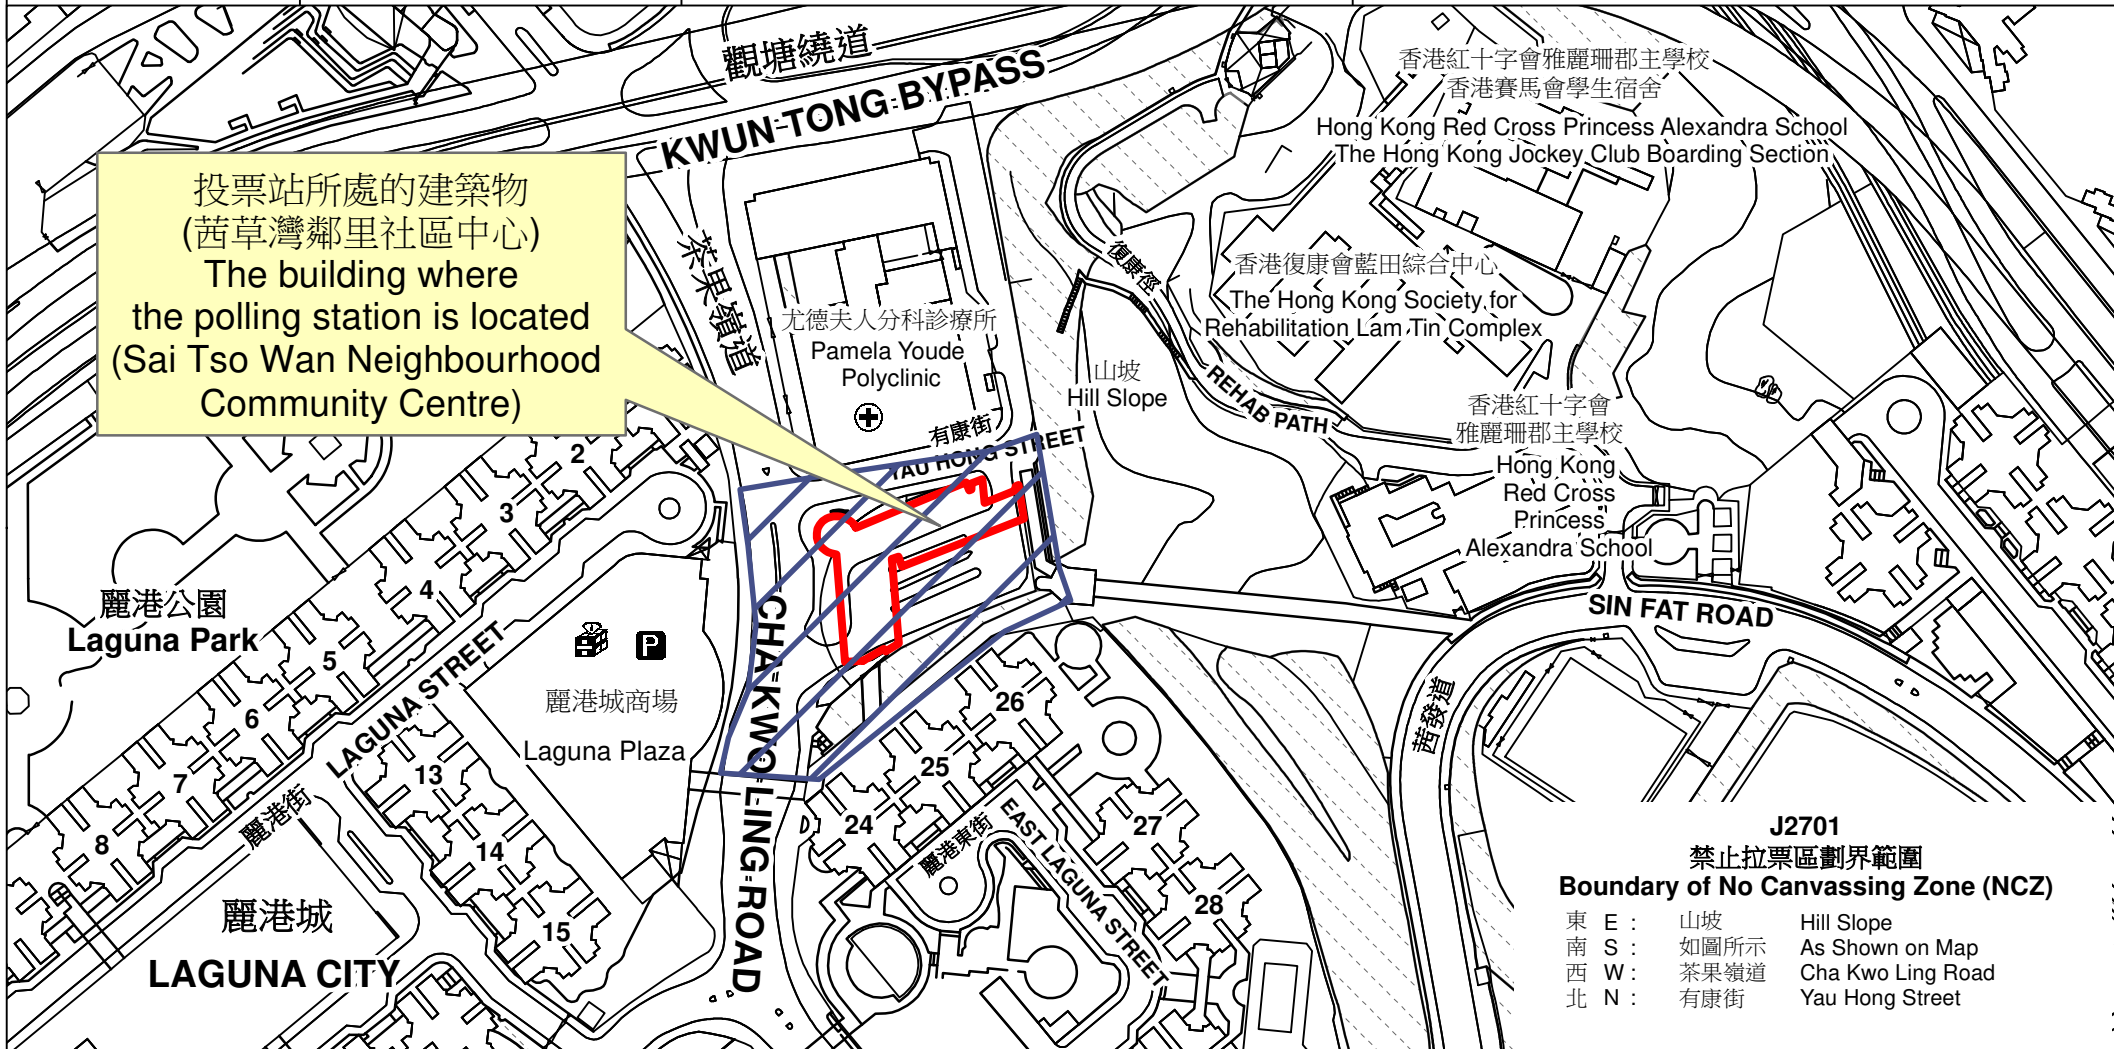 觀塘繞道
KWUN TONG BYPASS
香港紅十字會雅麗珊郡主學校
香港賽馬會學生宿舍
Hong Kong Red Cross Princess Alexandra School
The Hong Kong Jockey Club Boarding Section
投票站所處的建築物
(茜草灣鄰里社區中心)
The building where
the polling station is located
(Sai Tso Wan Neighbourhood
Community Centre)
茶果嶺道
復康徑
香港復康會藍田綜合中心
The Hong Kong Society for
Rehabilitation Lam Tin Complex
尤德夫人分科診療所
Pamela Youde
Polyclinic
山坡
Hill Slope
REHAB PATH
香港紅十字會
雅麗珊郡主學校
Hong Kong
Red Cross
Princess
Alexandra School
有康街
YAU HONG STREET
2
3
4
5
6
7
8
麗港公園
Laguna Park
LAGUNA STREET
麗港街
P
麗港城商場
Laguna Plaza
CHA KWO LING ROAD
SIN FAT ROAD
茜發道
13
14
15
24
25
26
27
28
麗港東街
EAST LAGUNA STREET
麗港城
LAGUNA CITY
J2701
禁止拉票區劃界範圍
Boundary of No Canvassing Zone (NCZ)
東 E : 山坡 Hill Slope
南 S : 如圖所示 As Shown on Map
西 W : 茶果嶺道 Cha Kwo Ling Road
北 N : 有康街 Yau Hong Street